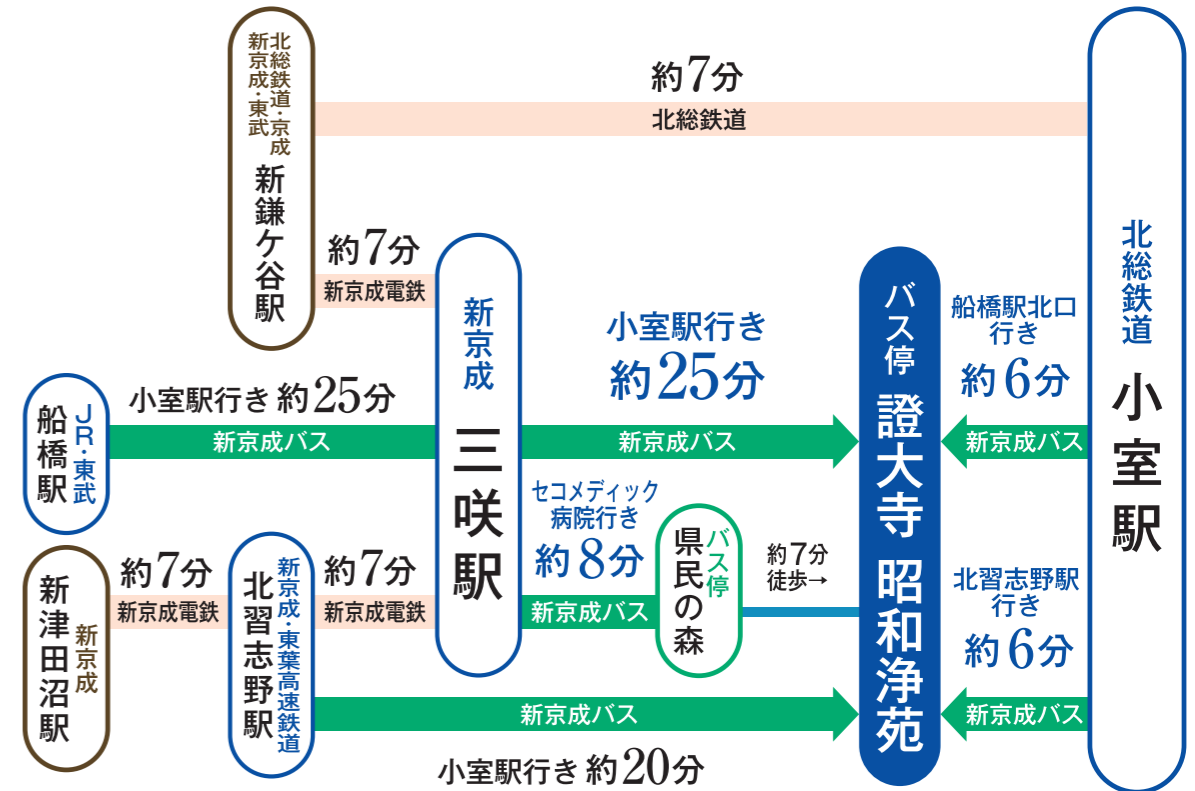 北総鉄道・京成
新京成・東武
新鎌ケ谷駅
約7分
北総鉄道
約7分
新京成電鉄
JR・東武
船橋駅
小室駅行き 約25分
新京成バス
新京成
三咲駅
小室駅行き
約25分
新京成バス
セコメディック
病院行き
約8分
新京成バス
バス停
県民の森
約7分
徒歩→
新京成
新津田沼駅
約7分
新京成電鉄
新京成・東葉高速鉄道
北習志野駅
約7分
新京成電鉄
新京成バス
小室駅行き 約20分
バス停 證大寺 昭和浄苑
船橋駅北口
行き
約6分
新京成バス
北習志野駅
行き
約6分
新京成バス
北総鉄道 小室駅